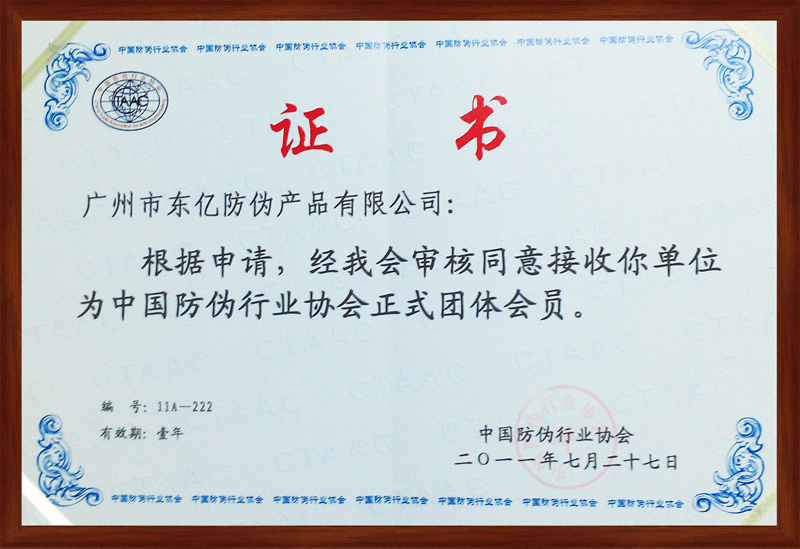 中国防伪行业协会 中国防伪行业协会 中国防伪行业协会 中国防伪行业协会 中国防伪行业协会 中国防伪行业协会 中国防伪行业协会
CTAAC
证 书
广州市东亿防伪产品有限公司：
根据申请，经我会审核同意接收你单位
为中国防伪行业协会正式团体会员。
编 号：11A—222
有效期：壹年
中国防伪行业协会
二〇一一年七月二十七日
中国防伪行业协会 中国防伪行业协会 中国防伪行业协会 中国防伪行业协会 中国防伪行业协会 中国防伪行业协会 中国防伪行业协会